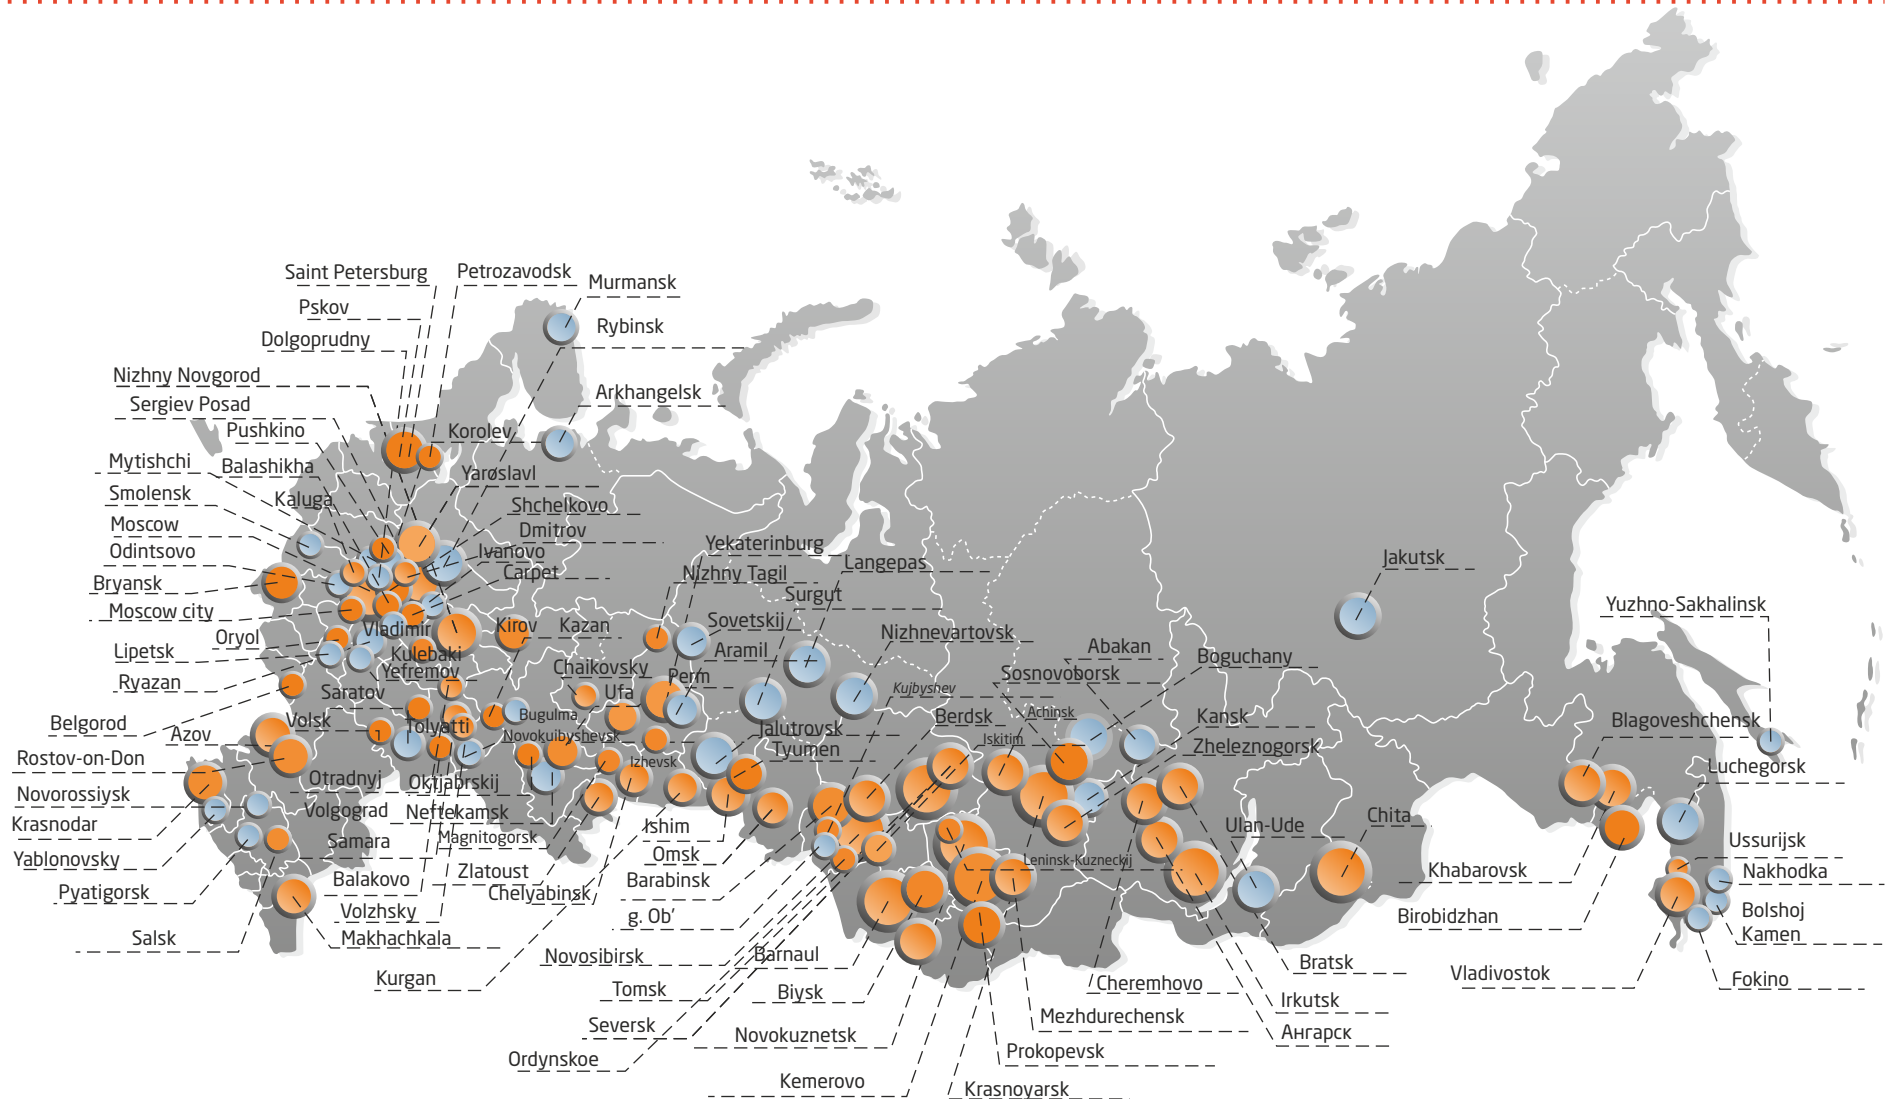 Saint Petersburg
Petrozavodsk
Murmansk
Pskov
Rybinsk
Dolgoprudny
Nizhny Novgorod
Arkhangelsk
Sergiev Posad
Pushkino
Korolev
Mytishchi
Balashikha
Yaroslavl
Smolensk
Kaluga
Shchelkovo
Moscow
Dmitrov
Odintsovo
Ivanovo
Yekaterinburg
Langepas
Jakutsk
Bryansk
Carpet
Nizhny Tagil
Surgut
Moscow city
Yuzhno-Sakhalinsk
Oryol
Vladimir
Kirov
Kazan
Sovetskij
Nizhnevartovsk
Lipetsk
Kulebaki
Aramil
Abakan
Boguchany
Ryazan
Yefremov
Chaikovsky
Perm
Sosnovoborsk
Saratov
Ufa
Kujbyshev
Belgorod
Volsk
Tolyatti
Bugulma
Berdsk
Achinsk
Kansk
Blagoveshchensk
Azov
Novokuibyshevsk
Jalutrovsk
Iskitim
Zheleznogorsk
Rostov-on-Don
Izhevsk
Tyumen
Luchegorsk
Otradnyj
Oktjabrskij
Novorossiysk
Volgograd
Neftekamsk
Krasnodar
Magnitogorsk
Ishim
Ulan-Ude
Chita
Yablonovsky
Samara
Omsk
Leninsk-Kuzneckij
Ussurijsk
Pyatigorsk
Balakovo
Zlatoust
Chelyabinsk
Barabinsk
Khabarovsk
Nakhodka
Volzhsky
g. Ob'
Birobidzhan
Bolshoj
Kamen
Salsk
Makhachkala
Kurgan
Novosibirsk
Barnaul
Bratsk
Vladivostok
Fokino
Tomsk
Biysk
Cheremhovo
Irkutsk
Seversk
Novokuznetsk
Mezhdurechensk
Ангарск
Ordynskoe
Prokopevsk
Kemerovo
Krasnoyarsk